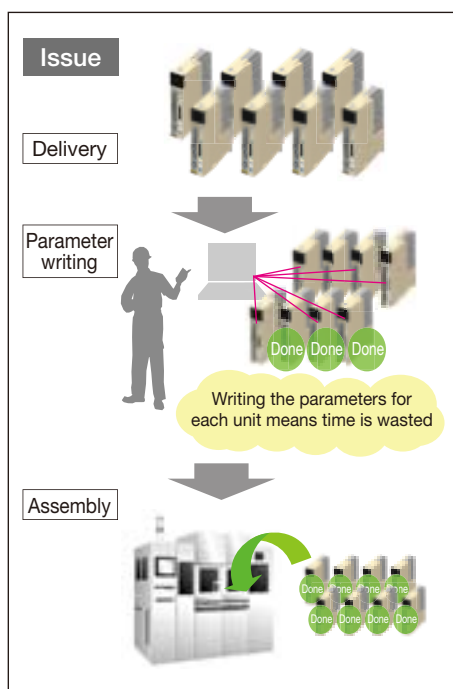 Issue
Delivery
Parameter
writing
Done
Done
Done
Writing the parameters for
each unit means time is wasted
Assembly
Done
Done
Done
Done
Done
Done
Done
Done